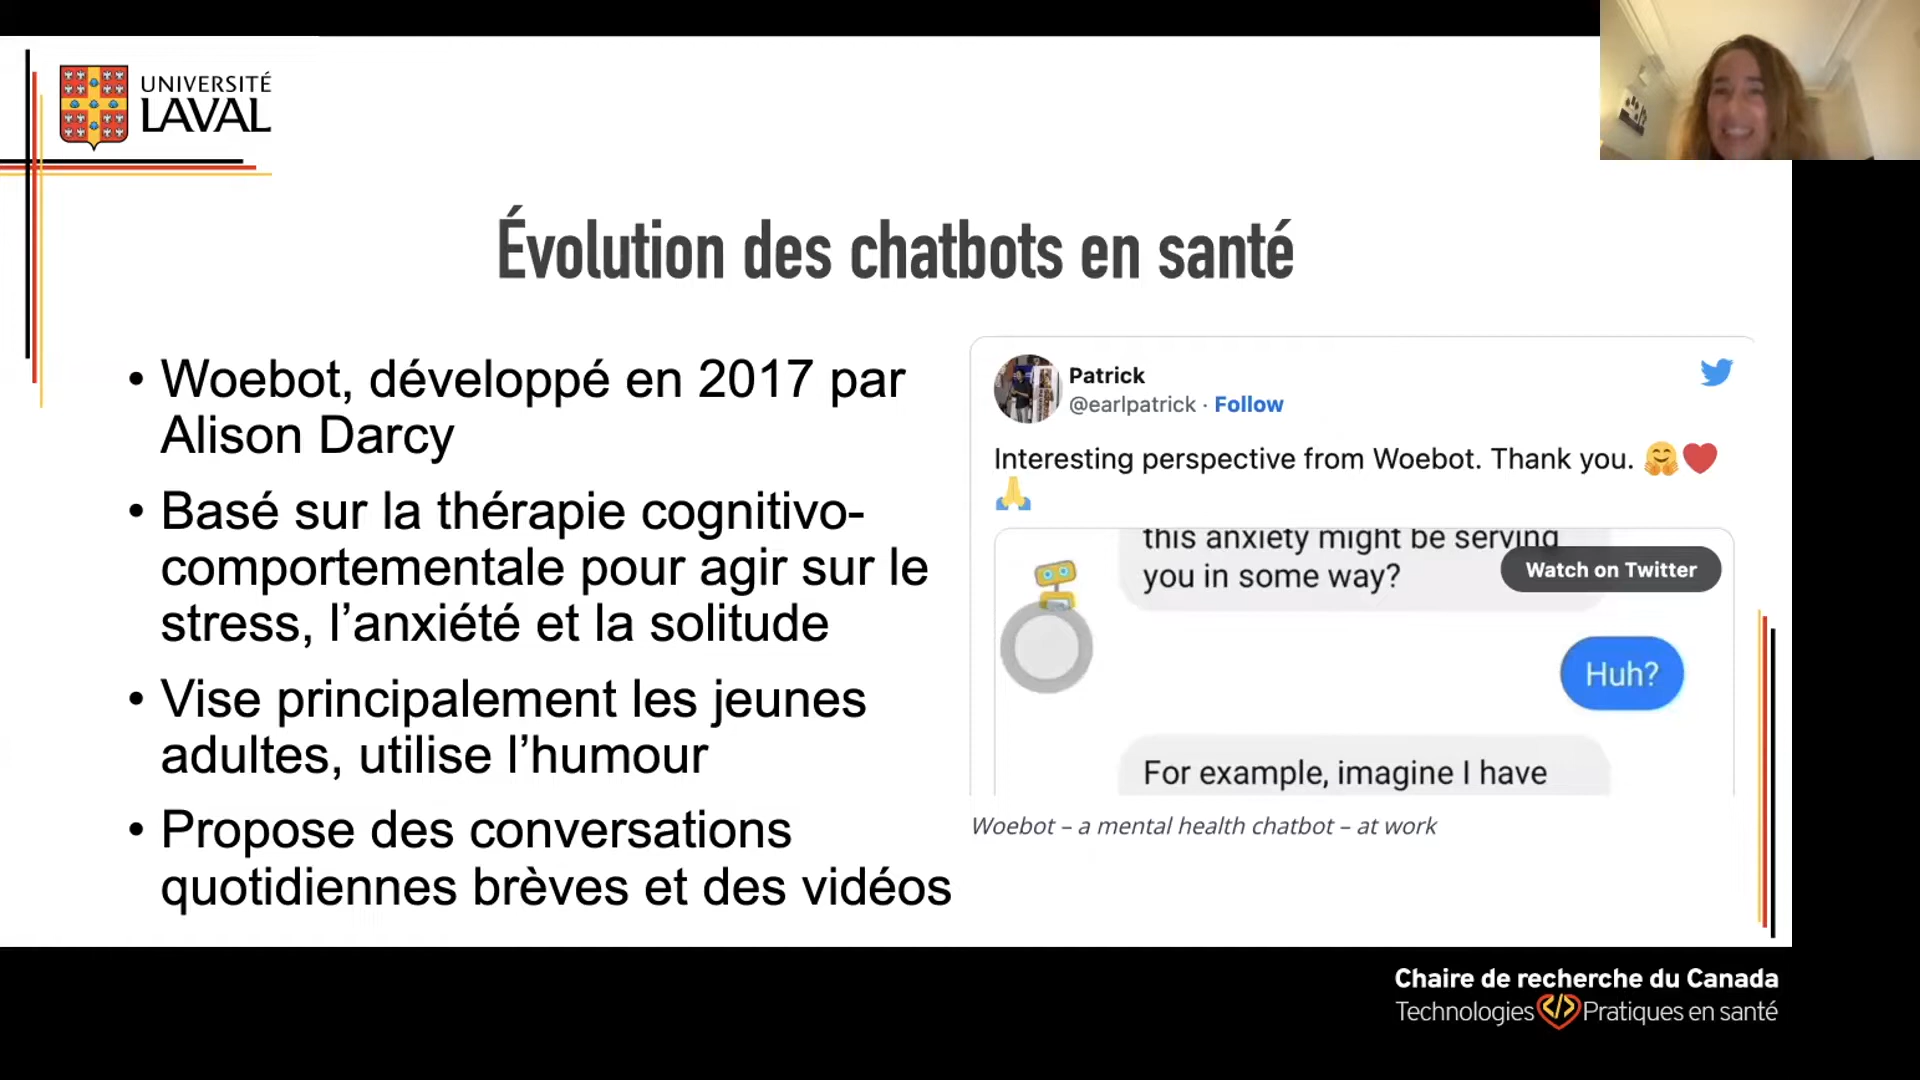 UNIVERSITÉ
LAVAL
Évolution des chatbots en santé
• Woebot, développé en 2017 par
Alison Darcy
• Basé sur la thérapie cognitivo-
comportementale pour agir sur le
stress, l’anxiété et la solitude
• Vise principalement les jeunes
adultes, utilise l’humour
• Propose des conversations
quotidiennes brèves et des vidéos
Patrick
@earlpatrick · Follow
Interesting perspective from Woebot. Thank you. 🤗❤️
🙏
this anxiety might be serving
you in some way?
Watch on Twitter
Huh?
For example, imagine I have
Woebot – a mental health chatbot – at work
Chaire de recherche du Canada
Technologies </> Pratiques en santé